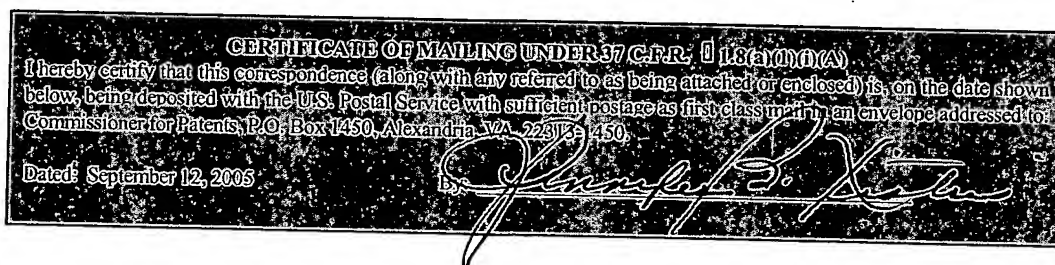 CERTIFICATE OF MAILING UNDER 37 C.F.R. ▯ 1.8(a)(1)(i)(A)
I hereby certify that this correspondence (along with any referred to as being attached or enclosed) is, on the date shown
below, being deposited with the U.S. Postal Service with sufficient postage as first class mail in an envelope addressed to:
Commissioner for Patents, P.O. Box 1450, Alexandria, VA 22313-1450.
Dated: September 12, 2005 By: Jennifer